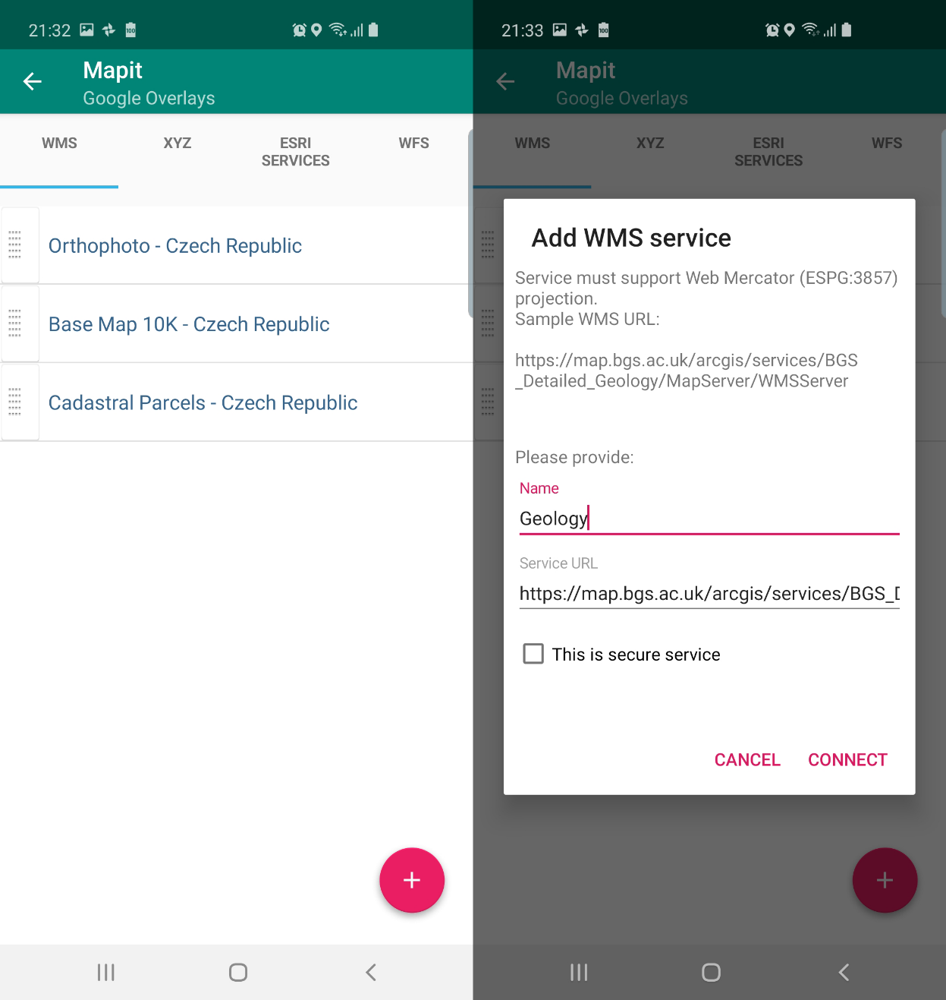 21:32
Mapit
Google Overlays
WMS
XYZ
ESRI
SERVICES
WFS
Orthophoto - Czech Republic
Base Map 10K - Czech Republic
Cadastral Parcels - Czech Republic
21:33
Mapit
Google Overlays
WMS
XYZ
ESRI
SERVICES
WFS
Add WMS service
Service must support Web Mercator (ESPG:3857)
projection.
Sample WMS URL:
https://map.bgs.ac.uk/arcgis/services/BGS
_Detailed_Geology/MapServer/WMSServer
Please provide:
Name
Geology
Service URL
https://map.bgs.ac.uk/arcgis/services/BGS_D
This is secure service
CANCEL
CONNECT